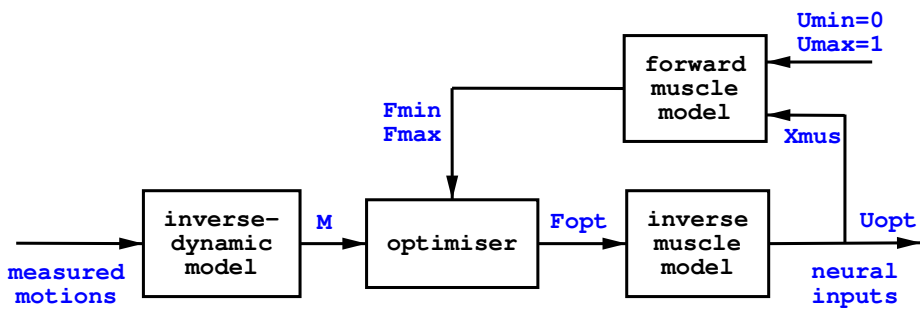 Umin=0
Umax=1
forward
muscle
model
Fmin
Fmax
Xmus
inverse-
dynamic
model
M
optimiser
Fopt
inverse
muscle
model
Uopt
measured
motions
neural
inputs